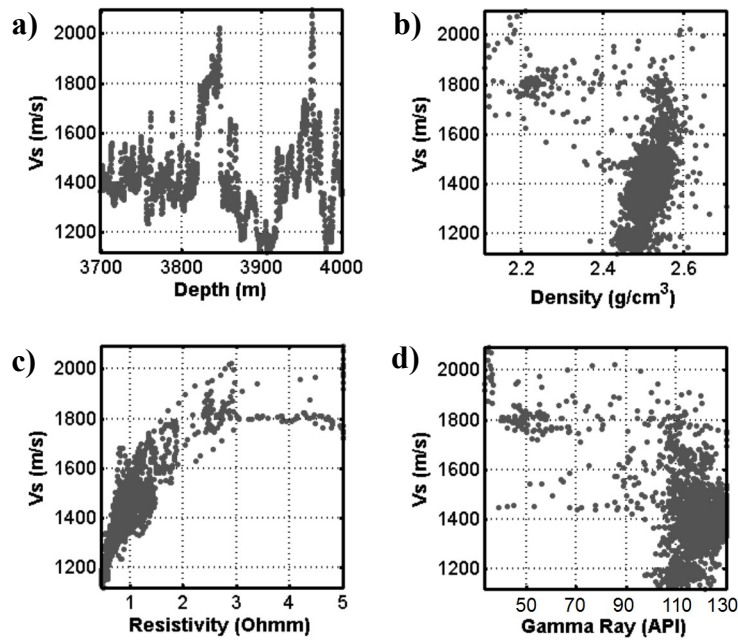 a)
2000
1800
1600
1400
1200
Vs (m/s)
3700 3800 3900 4000
Depth (m)
b)
2000
1800
1600
1400
1200
Vs (m/s)
2.2 2.4 2.6
Density (g/cm³)
c)
2000
1800
1600
1400
1200
Vs (m/s)
1 2 3 4 5
Resistivity (Ohmm)
d)
2000
1800
1600
1400
1200
Vs (m/s)
50 70 90 110 130
Gamma Ray (API)